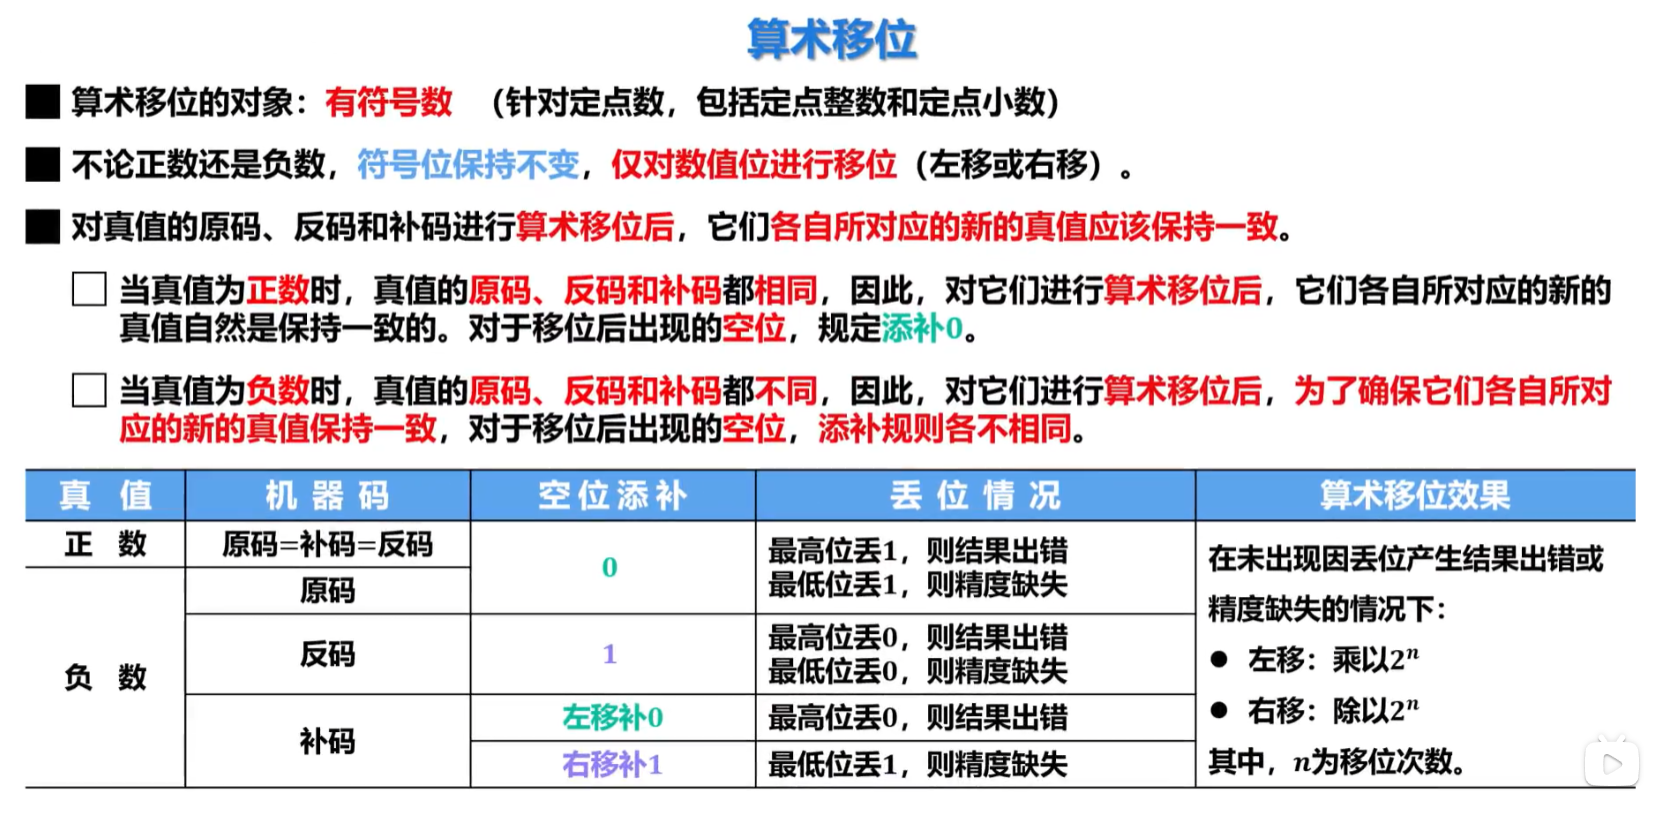 算术移位
算术移位的对象：有符号数 （针对定点数，包括定点整数和定点小数）
不论正数还是负数，符号位保持不变，仅对数值位进行移位（左移或右移）。
对真值的原码、反码和补码进行算术移位后，它们各自所对应的新的真值应该保持一致。
当真值为正数时，真值的原码、反码和补码都相同，因此，对它们进行算术移位后，它们各自所对应的新的
真值自然是保持一致的。对于移位后出现的空位，规定添补0。
当真值为负数时，真值的原码、反码和补码都不同，因此，对它们进行算术移位后，为了确保它们各自所对
应的新的真值保持一致，对于移位后出现的空位，添补规则各不相同。
真 值 机 器 码 空位添补 丢 位 情 况 算术移位效果
正 数 原码=补码=反码 0 最高位丢1，则结果出错
最低位丢1，则精度缺失
负 数
原码
反码 1 最高位丢0，则结果出错
最低位丢0，则精度缺失
补码
左移补0 最高位丢0，则结果出错
右移补1 最低位丢1，则精度缺失
在未出现因丢位产生结果出错或
精度缺失的情况下：
● 左移：乘以2ⁿ
● 右移：除以2ⁿ
其中，n为移位次数。